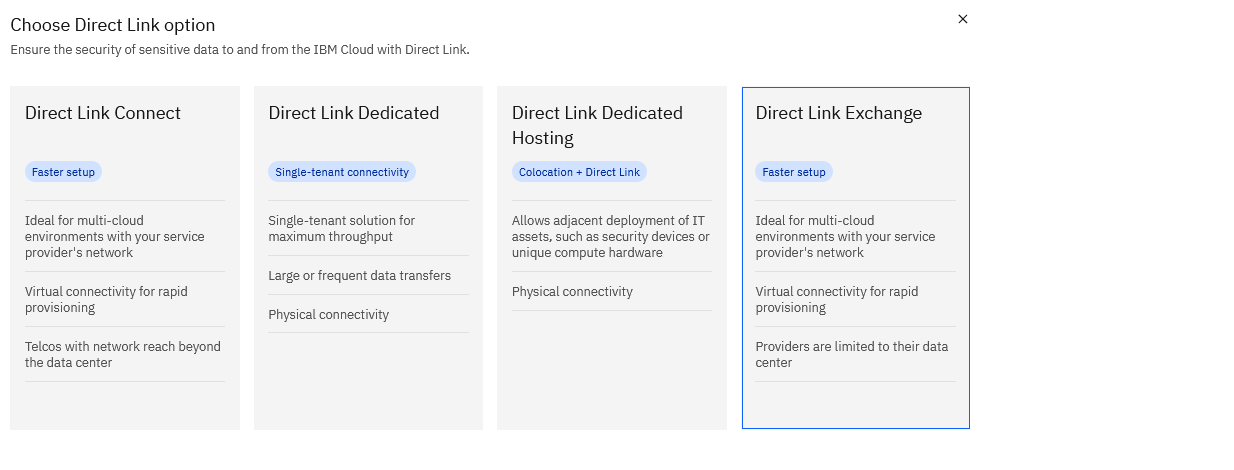 Choose Direct Link option
Ensure the security of sensitive data to and from the IBM Cloud with Direct Link.
Direct Link Connect
Faster setup
Ideal for multi-cloud
environments with your service
provider's network
Virtual connectivity for rapid
provisioning
Telcos with network reach beyond
the data center
Direct Link Dedicated
Single-tenant connectivity
Single-tenant solution for
maximum throughput
Large or frequent data transfers
Physical connectivity
Direct Link Dedicated
Hosting
Colocation + Direct Link
Allows adjacent deployment of IT
assets, such as security devices or
unique compute hardware
Physical connectivity
Direct Link Exchange
Faster setup
Ideal for multi-cloud
environments with your service
provider's network
Virtual connectivity for rapid
provisioning
Providers are limited to their data
center